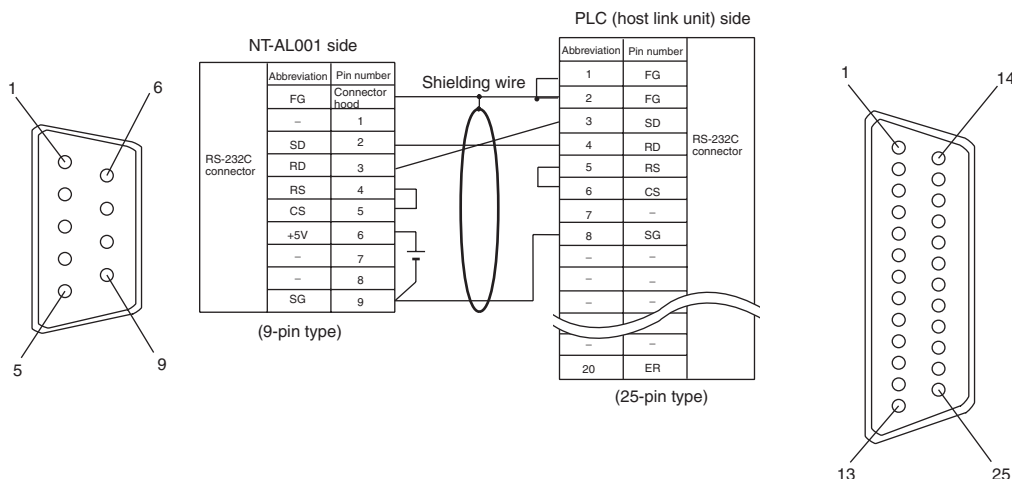 PLC (host link unit) side
NT-AL001 side
Shielding wire
1
6
5
9
RS-232C
connector
Abbreviation Pin number
FG Connector hood
– 1
SD 2
RD 3
RS 4
CS 5
+5V 6
– 7
– 8
SG 9
(9-pin type)
Abbreviation Pin number
1 FG
2 FG
3 SD
4 RD
5 RS
6 CS
7 –
8 SG
– –
– –
– –
–
– –
20 ER
RS-232C
connector
(25-pin type)
1
14
13
25